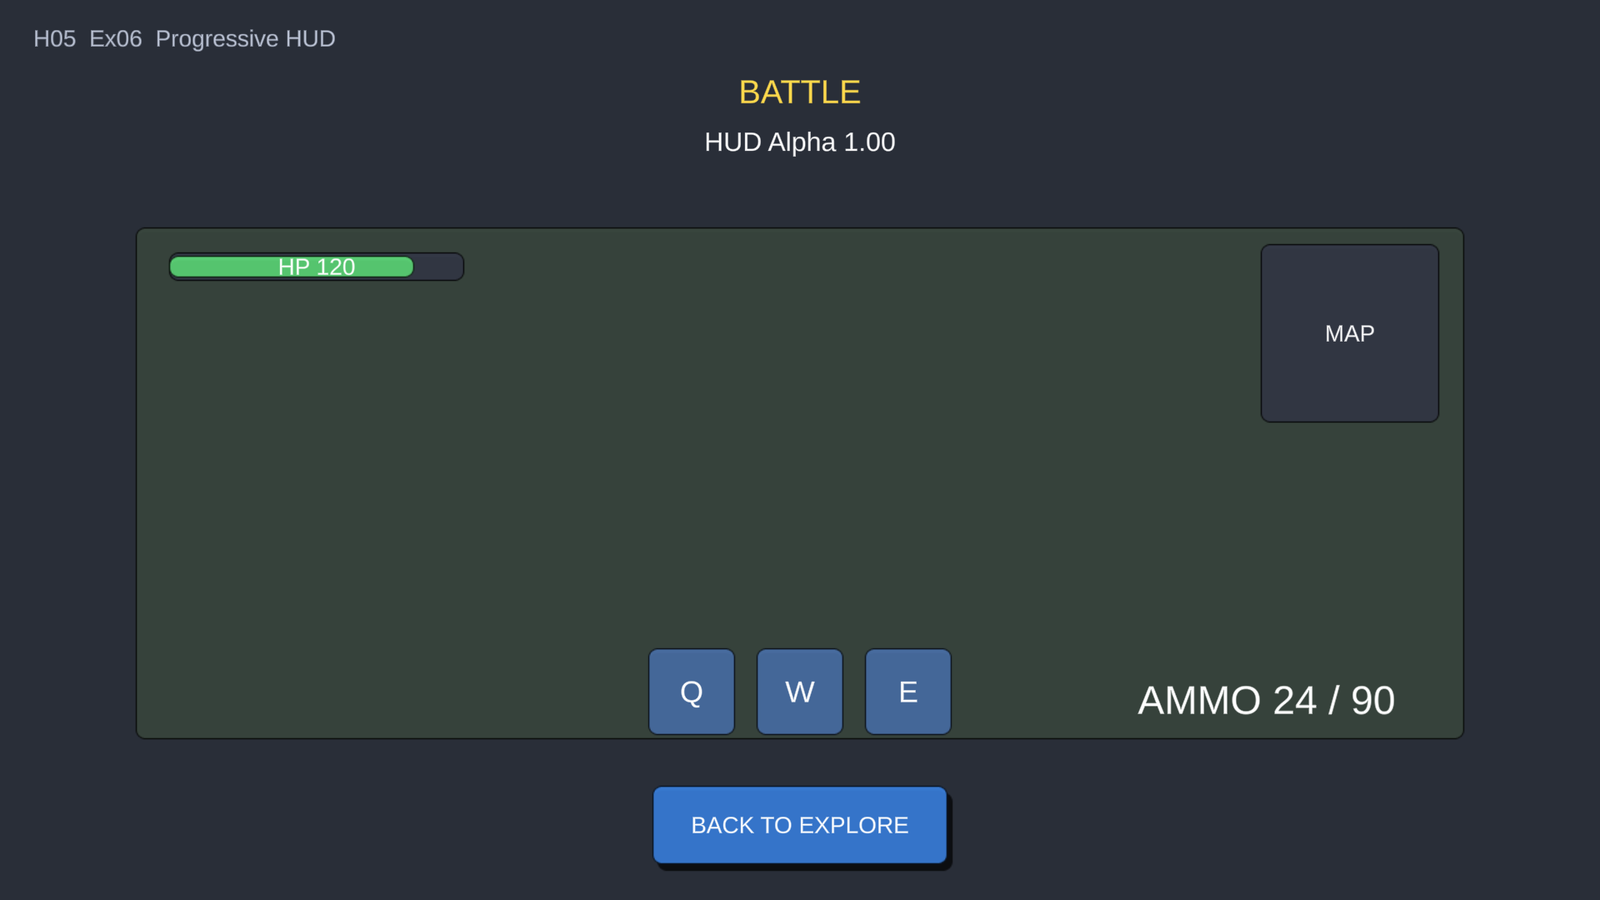 H05 Ex06 Progressive HUD
BATTLE
HUD Alpha 1.00
HP 120
MAP
Q
W
E
AMMO 24 / 90
BACK TO EXPLORE